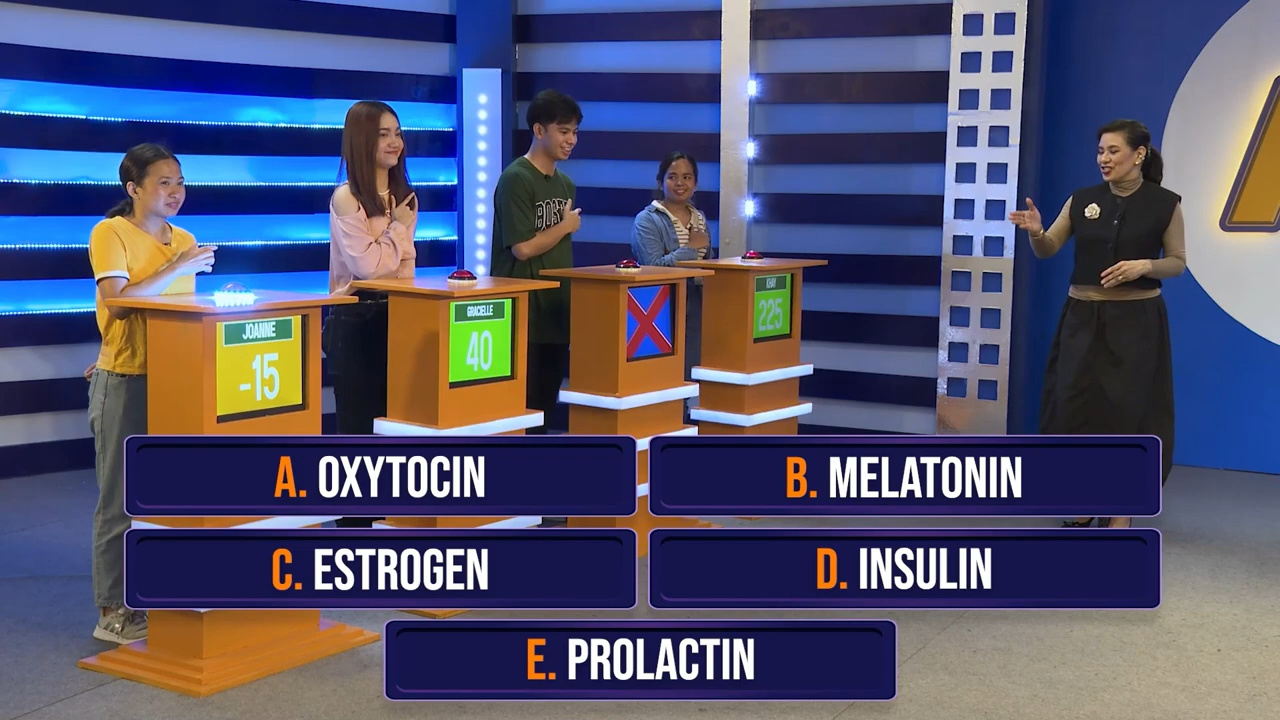 JOANNE
-15
GRACIELLE
40
KHAY
225
A. OXYTOCIN
B. MELATONIN
C. ESTROGEN
D. INSULIN
E. PROLACTIN